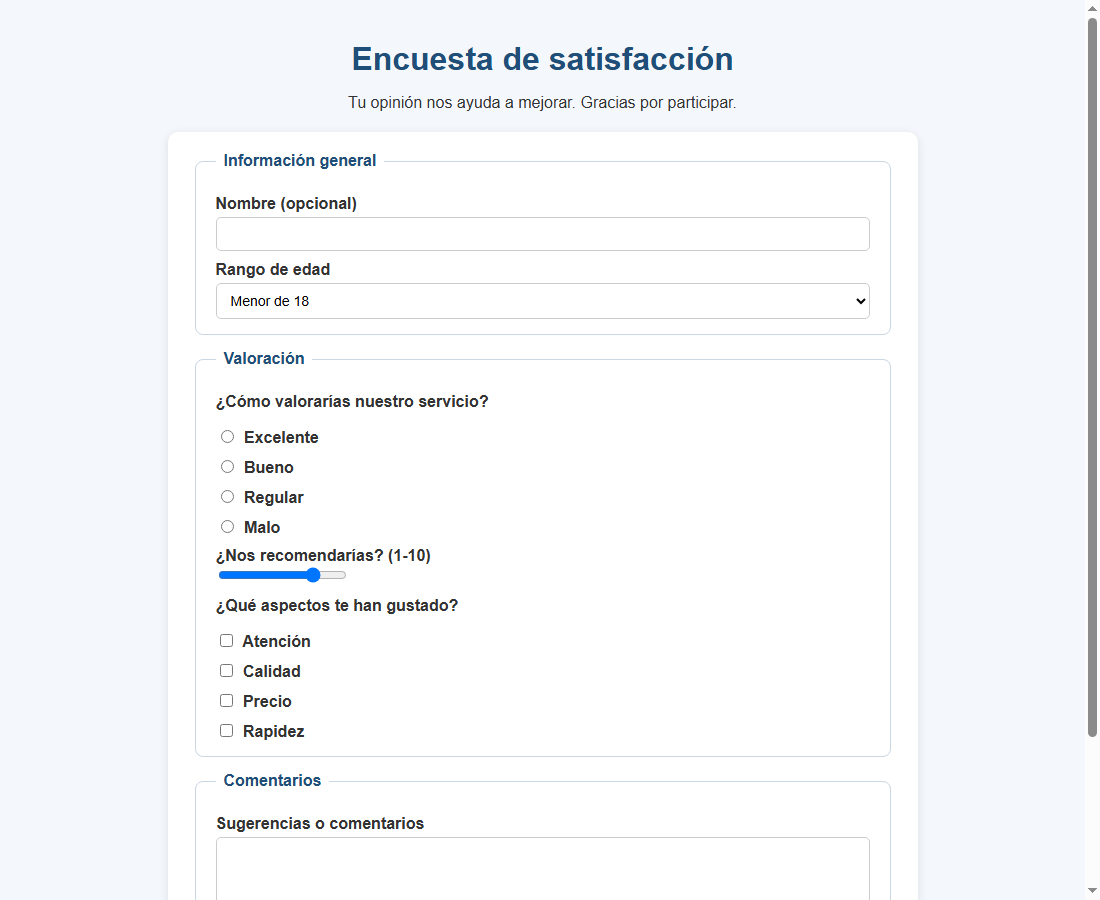 Encuesta de satisfacción
Tu opinión nos ayuda a mejorar. Gracias por participar.
Información general
Nombre (opcional)
Rango de edad
Menor de 18
Valoración
¿Cómo valorarías nuestro servicio?
Excelente
Bueno
Regular
Malo
¿Nos recomendarías? (1-10)
¿Qué aspectos te han gustado?
Atención
Calidad
Precio
Rapidez
Comentarios
Sugerencias o comentarios